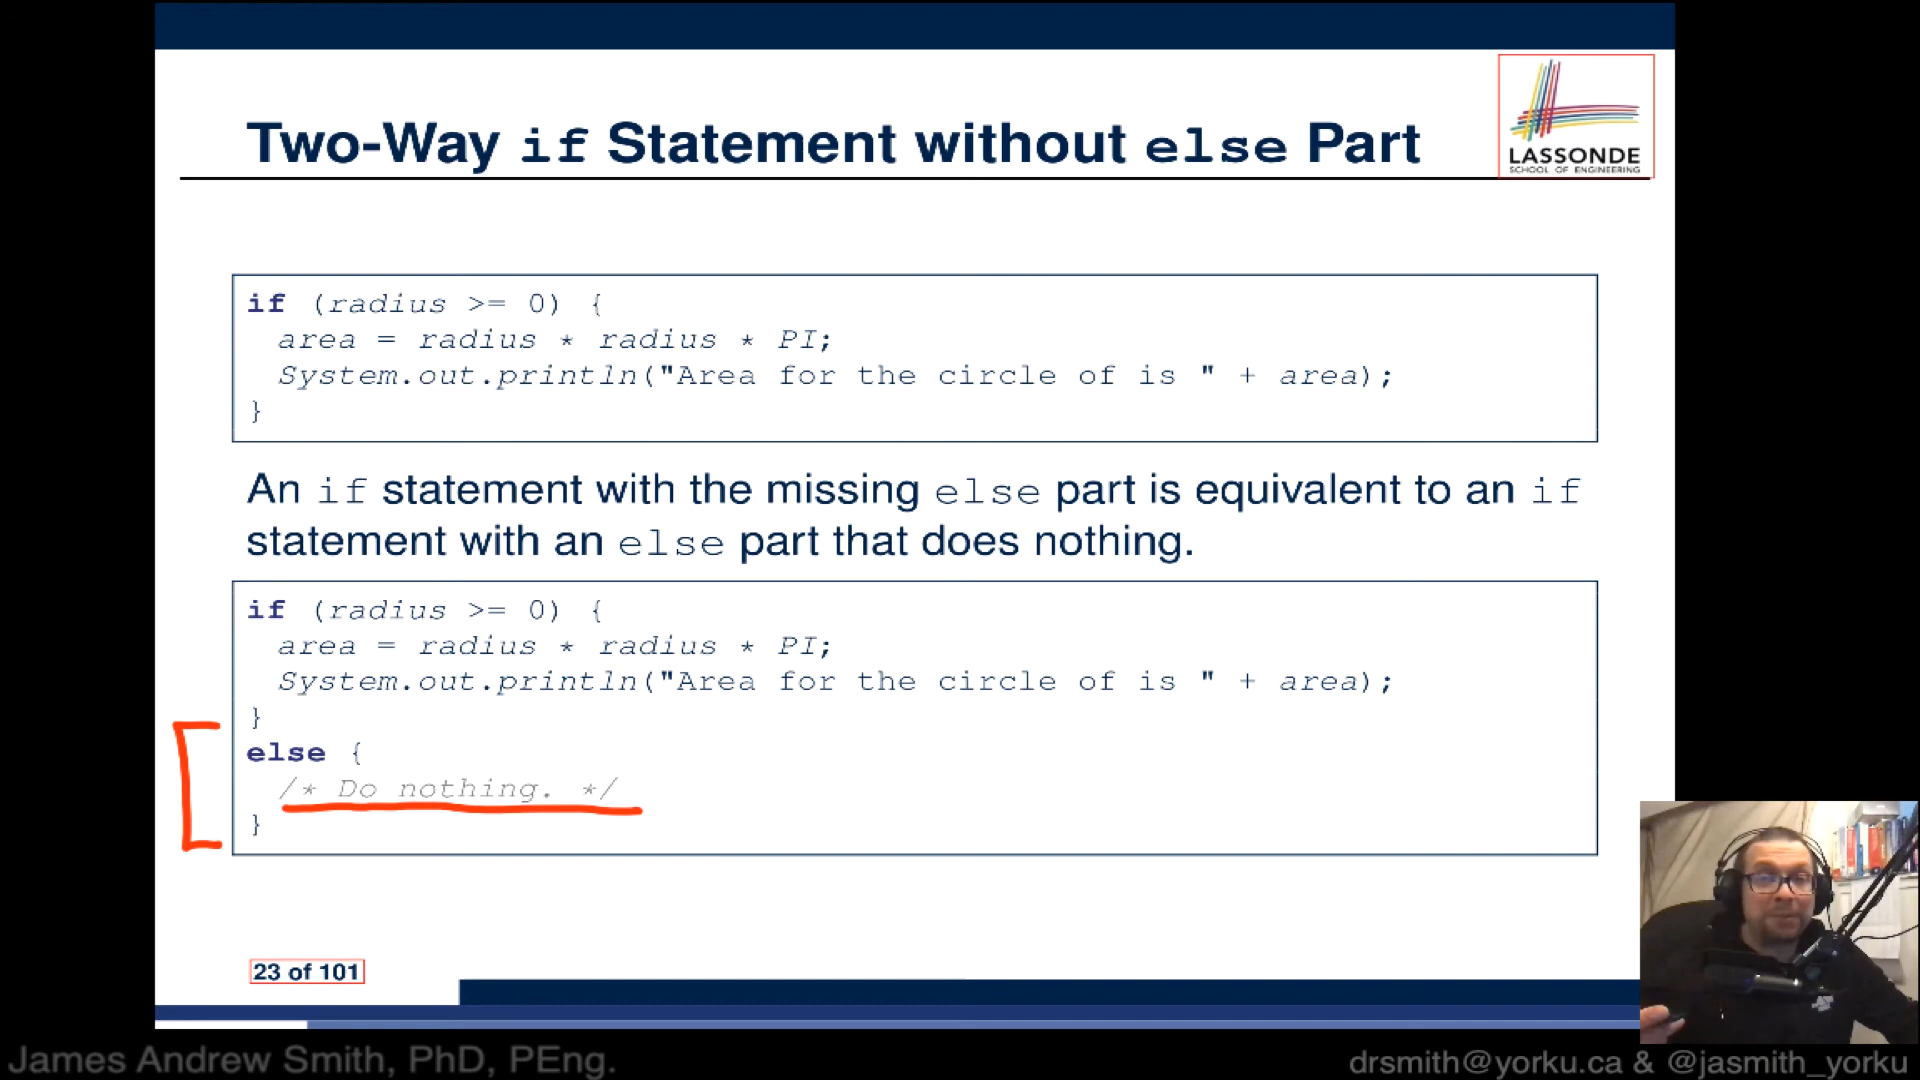 Two-Way if Statement without else Part
LASSONDE
SCHOOL OF ENGINEERING
if (radius >= 0) {
  area = radius * radius * PI;
  System.out.println("Area for the circle of is " + area);
}
An if statement with the missing else part is equivalent to an if
statement with an else part that does nothing.
if (radius >= 0) {
  area = radius * radius * PI;
  System.out.println("Area for the circle of is " + area);
}
else {
  /* Do nothing. */
}
23 of 101
James Andrew Smith, PhD, PEng.
drsmith@yorku.ca & @jasmith_yorku